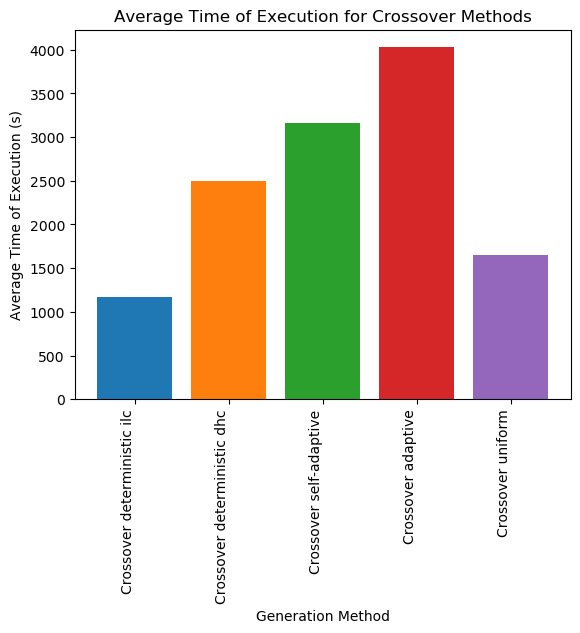 Average Time of Execution for Crossover Methods
Average Time of Execution (s)
4000
3500
3000
2500
2000
1500
1000
500
0
Crossover deterministic ilc
Crossover deterministic dhc
Crossover self-adaptive
Crossover adaptive
Crossover uniform
Generation Method